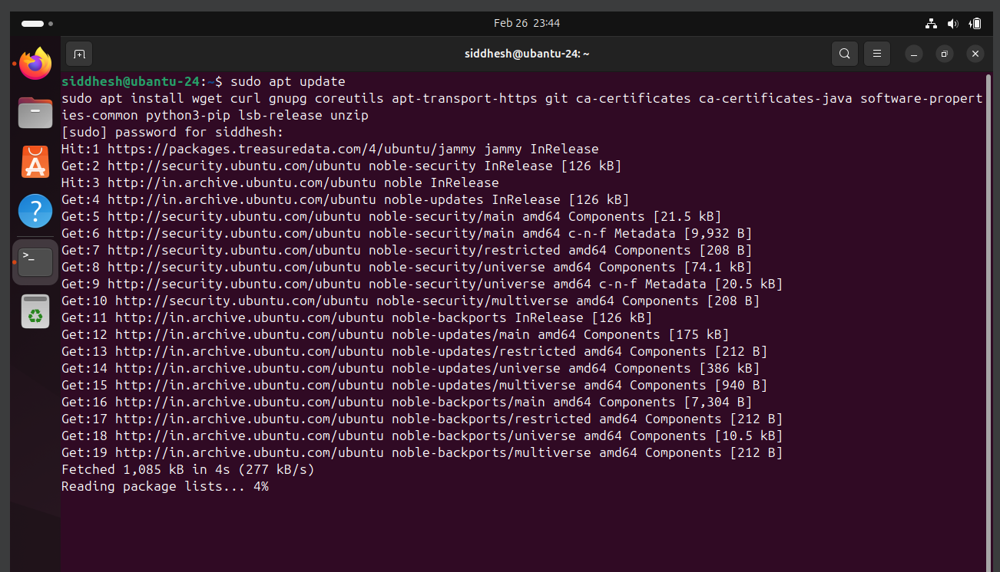 Feb 26 23:44
siddhesh@ubantu-24: ~
siddhesh@ubantu-24:~$ sudo apt update
sudo apt install wget curl gnupg coreutils apt-transport-https git ca-certificates ca-certificates-java software-propert
ies-common python3-pip lsb-release unzip
[sudo] password for siddhesh:
Hit:1 https://packages.treasuredata.com/4/ubuntu/jammy jammy InRelease
Get:2 http://security.ubuntu.com/ubuntu noble-security InRelease [126 kB]
Hit:3 http://in.archive.ubuntu.com/ubuntu noble InRelease
Get:4 http://in.archive.ubuntu.com/ubuntu noble-updates InRelease [126 kB]
Get:5 http://security.ubuntu.com/ubuntu noble-security/main amd64 Components [21.5 kB]
Get:6 http://security.ubuntu.com/ubuntu noble-security/main amd64 c-n-f Metadata [9,932 B]
Get:7 http://security.ubuntu.com/ubuntu noble-security/restricted amd64 Components [208 B]
Get:8 http://security.ubuntu.com/ubuntu noble-security/universe amd64 Components [74.1 kB]
Get:9 http://security.ubuntu.com/ubuntu noble-security/universe amd64 c-n-f Metadata [20.5 kB]
Get:10 http://security.ubuntu.com/ubuntu noble-security/multiverse amd64 Components [208 B]
Get:11 http://in.archive.ubuntu.com/ubuntu noble-backports InRelease [126 kB]
Get:12 http://in.archive.ubuntu.com/ubuntu noble-updates/main amd64 Components [175 kB]
Get:13 http://in.archive.ubuntu.com/ubuntu noble-updates/restricted amd64 Components [212 B]
Get:14 http://in.archive.ubuntu.com/ubuntu noble-updates/universe amd64 Components [386 kB]
Get:15 http://in.archive.ubuntu.com/ubuntu noble-updates/multiverse amd64 Components [940 B]
Get:16 http://in.archive.ubuntu.com/ubuntu noble-backports/main amd64 Components [7,304 B]
Get:17 http://in.archive.ubuntu.com/ubuntu noble-backports/restricted amd64 Components [212 B]
Get:18 http://in.archive.ubuntu.com/ubuntu noble-backports/universe amd64 Components [10.5 kB]
Get:19 http://in.archive.ubuntu.com/ubuntu noble-backports/multiverse amd64 Components [212 B]
Fetched 1,085 kB in 4s (277 kB/s)
Reading package lists... 4%